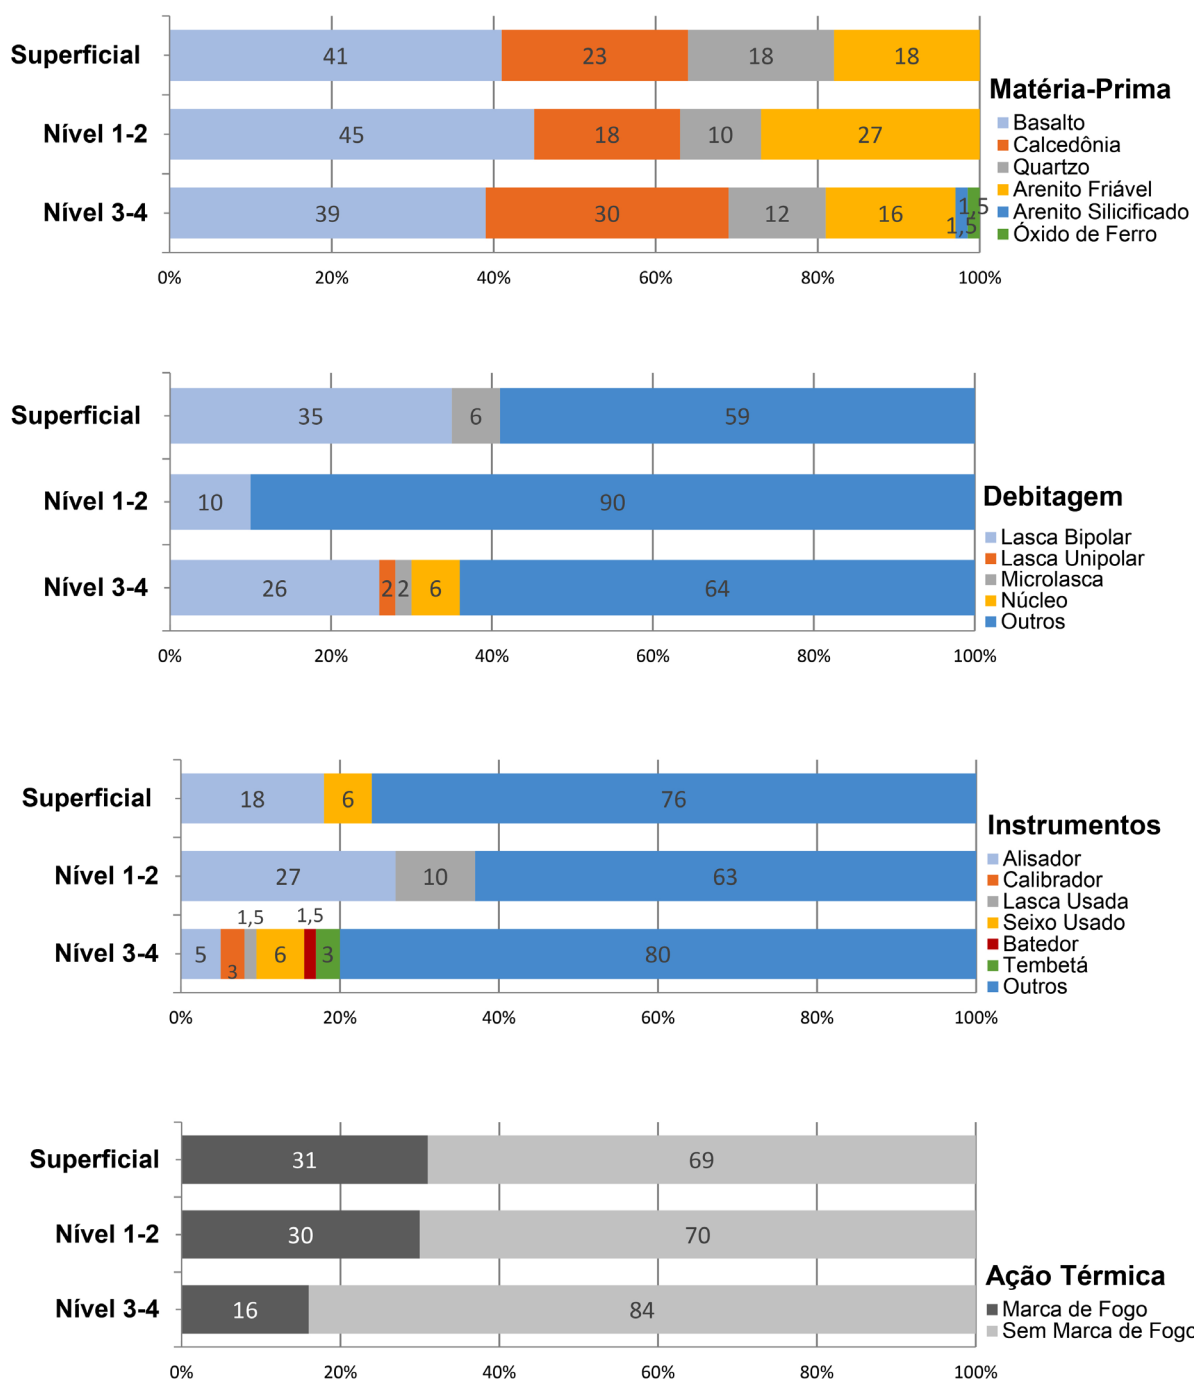 Superficial 41 23 18 18
Matéria-Prima
Nível 1-2 45 18 10 27
Basalto
Calcedônia
Quartzo
Arenito Friável
Arenito Silicificado
Óxido de Ferro
Nível 3-4 39 30 12 16 1,5 1,5
0% 20% 40% 60% 80% 100%
Superficial 35 6 59
Nível 1-2 10 90
Debitagem
Lasca Bipolar
Lasca Unipolar
Microlasca
Núcleo
Outros
Nível 3-4 26 2 2 6 64
0% 20% 40% 60% 80% 100%
Superficial 18 6 76
Instrumentos
Nível 1-2 27 10 63
Alisador
Calibrador
Lasca Usada
Seixo Usado
Batedor
Tembetá
Outros
1,5 1,5
Nível 3-4 5 3 6 3 80
0% 20% 40% 60% 80% 100%
Superficial 31 69
Nível 1-2 30 70
Ação Térmica
Marca de Fogo
Sem Marca de Fogo
Nível 3-4 16 84
0% 20% 40% 60% 80% 100%